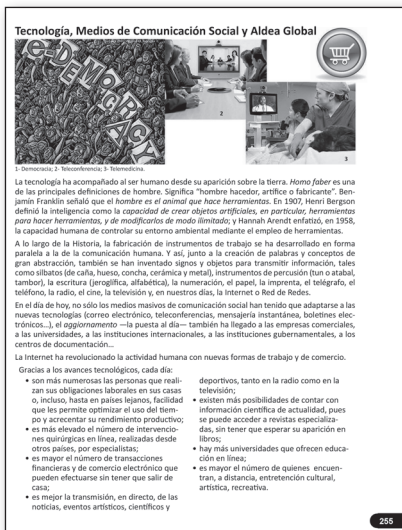 Tecnología, Medios de Comunicación Social y Aldea Global
e-DEMOCRACY
2
3
1- Democracia; 2- Teleconferencia; 3- Telemedicina.
La tecnología ha acompañado al ser humano desde su aparición sobre la tierra. Homo faber es una
de las principales definiciones de hombre. Significa “hombre hacedor, artífice o fabricante”. Ben-
jamín Franklin señaló que el hombre es el animal que hace herramientas. En 1907, Henri Bergson
definió la inteligencia como la capacidad de crear objetos artificiales, en particular, herramientas
para hacer herramientas, y de modificarlos de modo ilimitado; y Hannah Arendt enfatizó, en 1958,
la capacidad humana de controlar su entorno ambiental mediante el empleo de herramientas.
A lo largo de la Historia, la fabricación de instrumentos de trabajo se ha desarrollado en forma
paralela a la de la comunicación humana. Y así, junto a la creación de palabras y conceptos de
gran abstracción, también se han inventado signos y objetos para transmitir información, tales
como silbatos (de caña, hueso, concha, cerámica y metal), instrumentos de percusión (tun o atabal,
tambor), la escritura (jeroglífica, alfabética), la numeración, el papel, la imprenta, el telégrafo, el
teléfono, la radio, el cine, la televisión y, en nuestros días, la Internet o Red de Redes.
En el día de hoy, no sólo los medios masivos de comunicación social han tenido que adaptarse a las
nuevas tecnologías (correo electrónico, teleconferencias, mensajería instantánea, boletines elec-
trónicos...), el aggiornamento —la puesta al día— también ha llegado a las empresas comerciales,
a las universidades, a las instituciones internacionales, a las instituciones gubernamentales, a los
centros de documentación...
La Internet ha revolucionado la actividad humana con nuevas formas de trabajo y de comercio.
Gracias a los avances tecnológicos, cada día:
• son más numerosas las personas que reali-
zan sus obligaciones laborales en sus casas
o, incluso, hasta en países lejanos, facilidad
que les permite optimizar el uso del tiem-
po y acrecentar su rendimiento productivo;
• es más elevado el número de intervencio-
nes quirúrgicas en línea, realizadas desde
otros países, por especialistas;
• es mayor el número de transacciones
financieras y de comercio electrónico que
pueden efectuarse sin tener que salir de
casa;
• es mejor la transmisión, en directo, de las
noticias, eventos artísticos, científicos y
deportivos, tanto en la radio como en la
televisión;
• existen más posibilidades de contar con
información científica de actualidad, pues
se puede acceder a revistas especializa-
das, sin tener que esperar su aparición en
libros;
• hay más universidades que ofrecen educa-
ción en línea;
• es mayor el número de quienes encuen-
tran, a distancia, entretención cultural,
artística, recreativa.
255